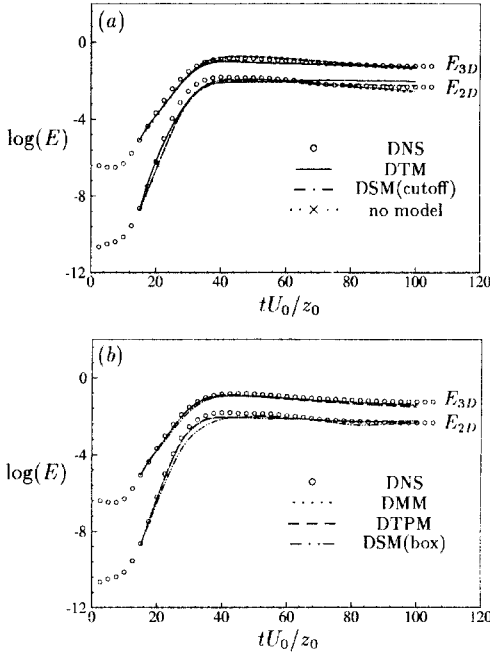 (a)
0
-4
-8
-12
log(E)
E3D
E2D
DNS
DTM
DSM(cutoff)
no model
0 20 40 60 80 100 120
tU0/z0
(b)
0
-4
-8
-12
log(E)
E3D
E2D
DNS
DMM
DTPM
DSM(box)
0 20 40 60 80 100 120
tU0/z0